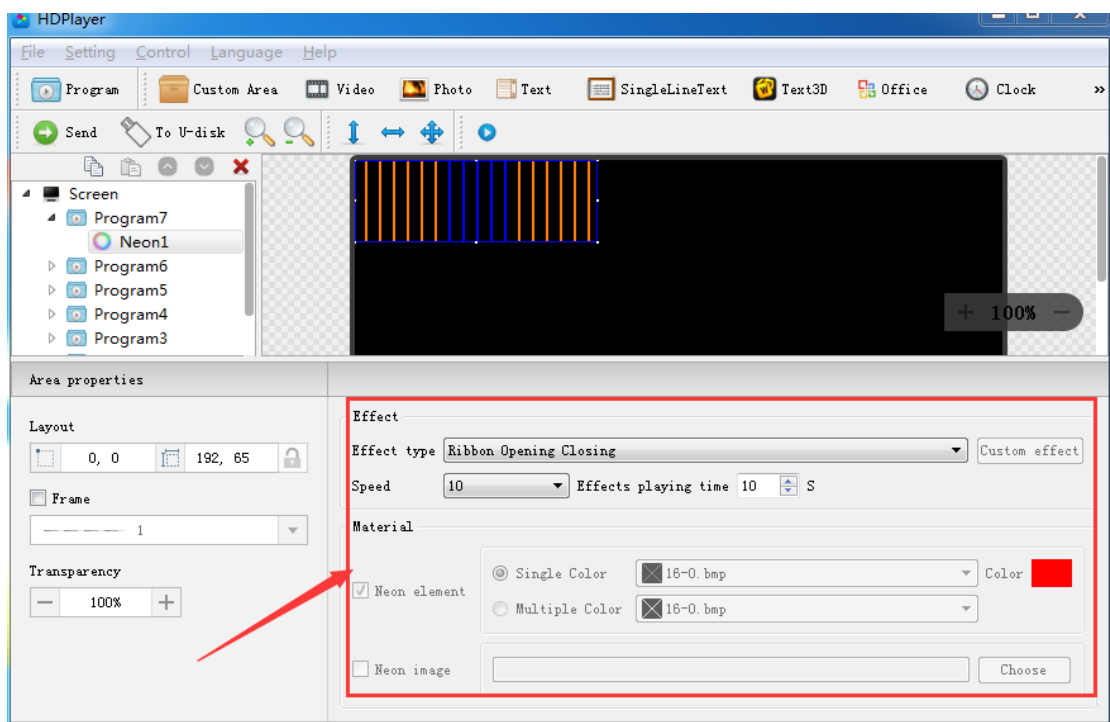 HDPlayer
File Setting Control Language Help
Program Custom Area Video Photo Text SingleLineText Text3D Office Clock »
Send To U-disk
Screen
Program7
Neon1
Program6
Program5
Program4
Program3
+ 100% −
Area properties
Layout
0, 0 192, 65
Frame
1
Transparency
— 100% +
Effect
Effect type Ribbon Opening Closing Custom effect
Speed 10 Effects playing time 10 S
Material
Neon element
Single Color 16-0.bmp Color
Multiple Color 16-0.bmp
Neon image Choose